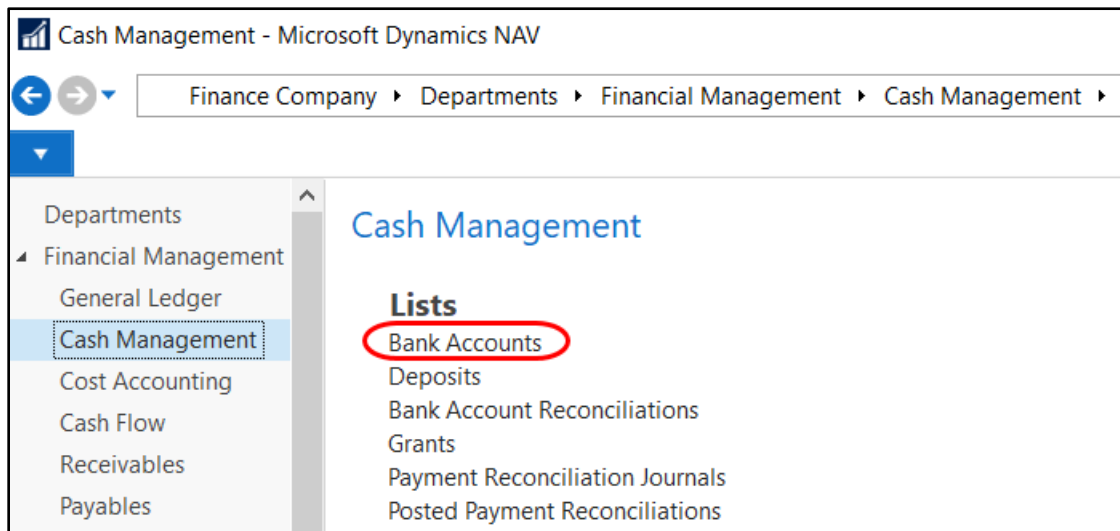 Cash Management - Microsoft Dynamics NAV
Finance Company Departments Financial Management Cash Management
Departments
Financial Management
General Ledger
Cash Management
Cost Accounting
Cash Flow
Receivables
Payables
Cash Management
Lists
Bank Accounts
Deposits
Bank Account Reconciliations
Grants
Payment Reconciliation Journals
Posted Payment Reconciliations